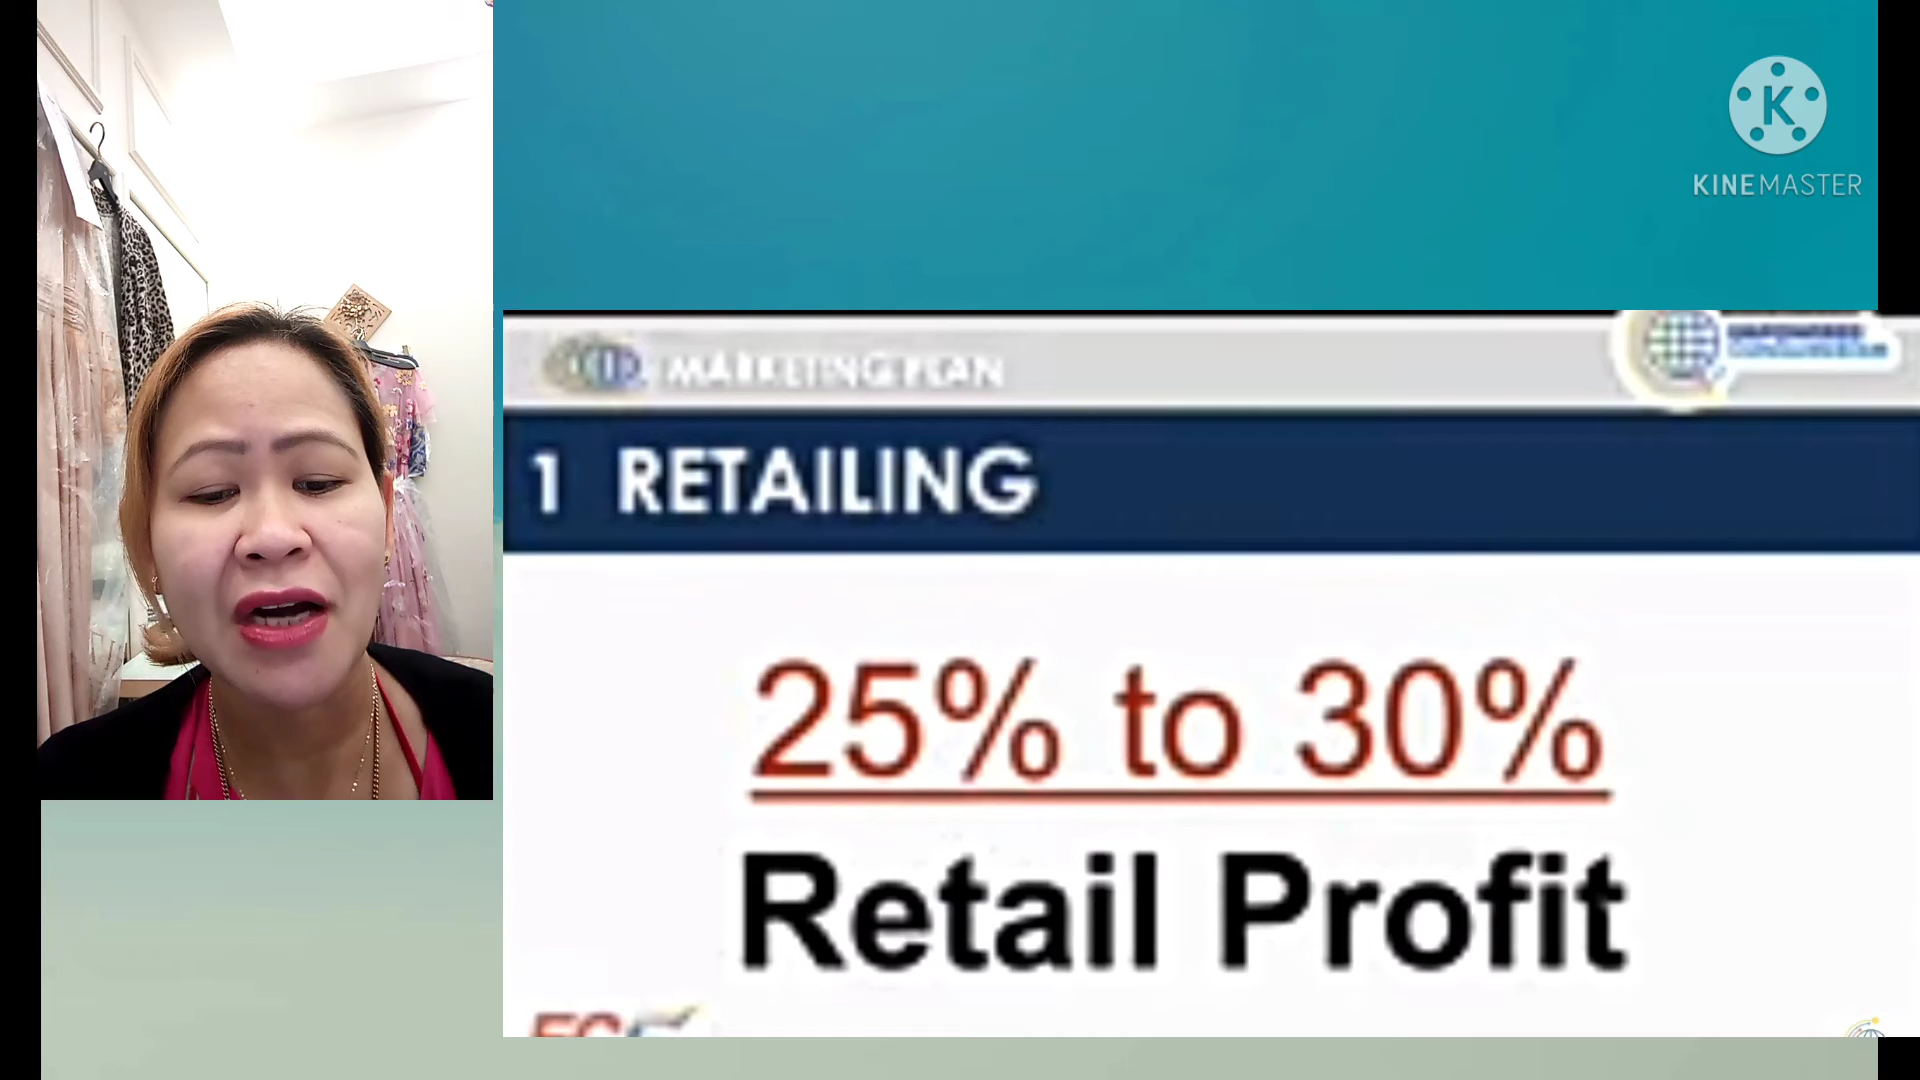 K
KINEMASTER
MARKETING PLAN
1 RETAILING
25% to 30%
Retail Profit